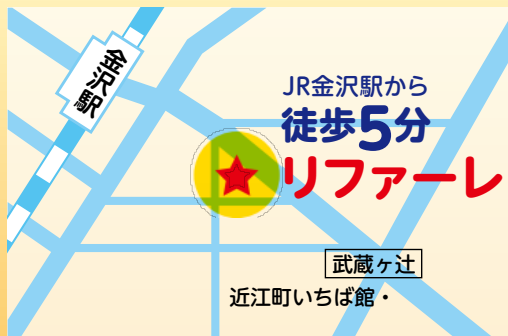 金沢駅
JR金沢駅から
徒歩5分
リファーレ
武蔵ヶ辻
近江町いちば館・